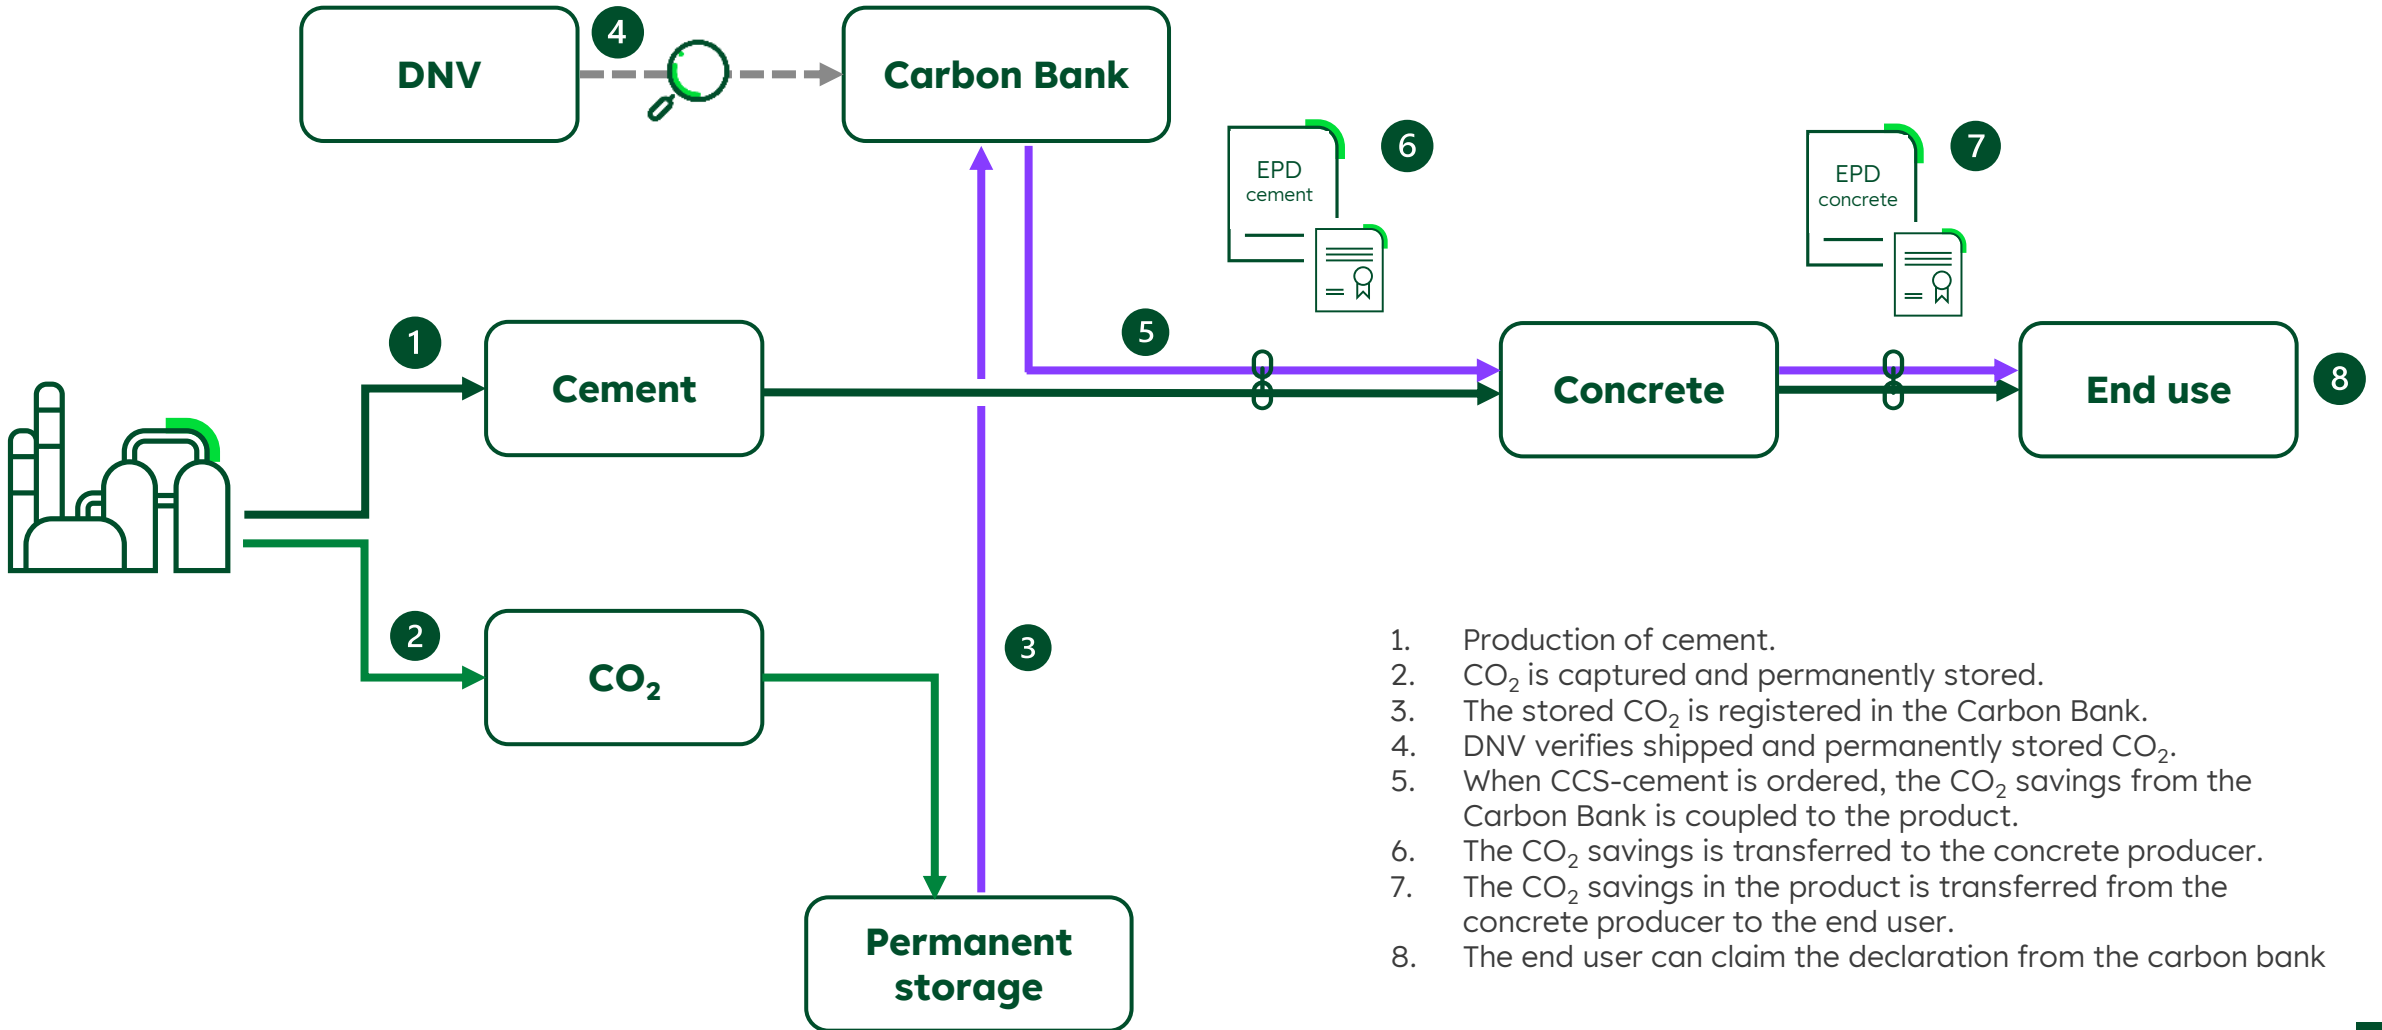 DNV
4
Carbon Bank
EPD
cement
6
EPD
concrete
7
1
Cement
5
Concrete
End use
8
2
CO₂
3
Permanent
storage
1. Production of cement.
2. CO₂ is captured and permanently stored.
3. The stored CO₂ is registered in the Carbon Bank.
4. DNV verifies shipped and permanently stored CO₂.
5. When CCS-cement is ordered, the CO₂ savings from the
Carbon Bank is coupled to the product.
6. The CO₂ savings is transferred to the concrete producer.
7. The CO₂ savings in the product is transferred from the
concrete producer to the end user.
8. The end user can claim the declaration from the carbon bank